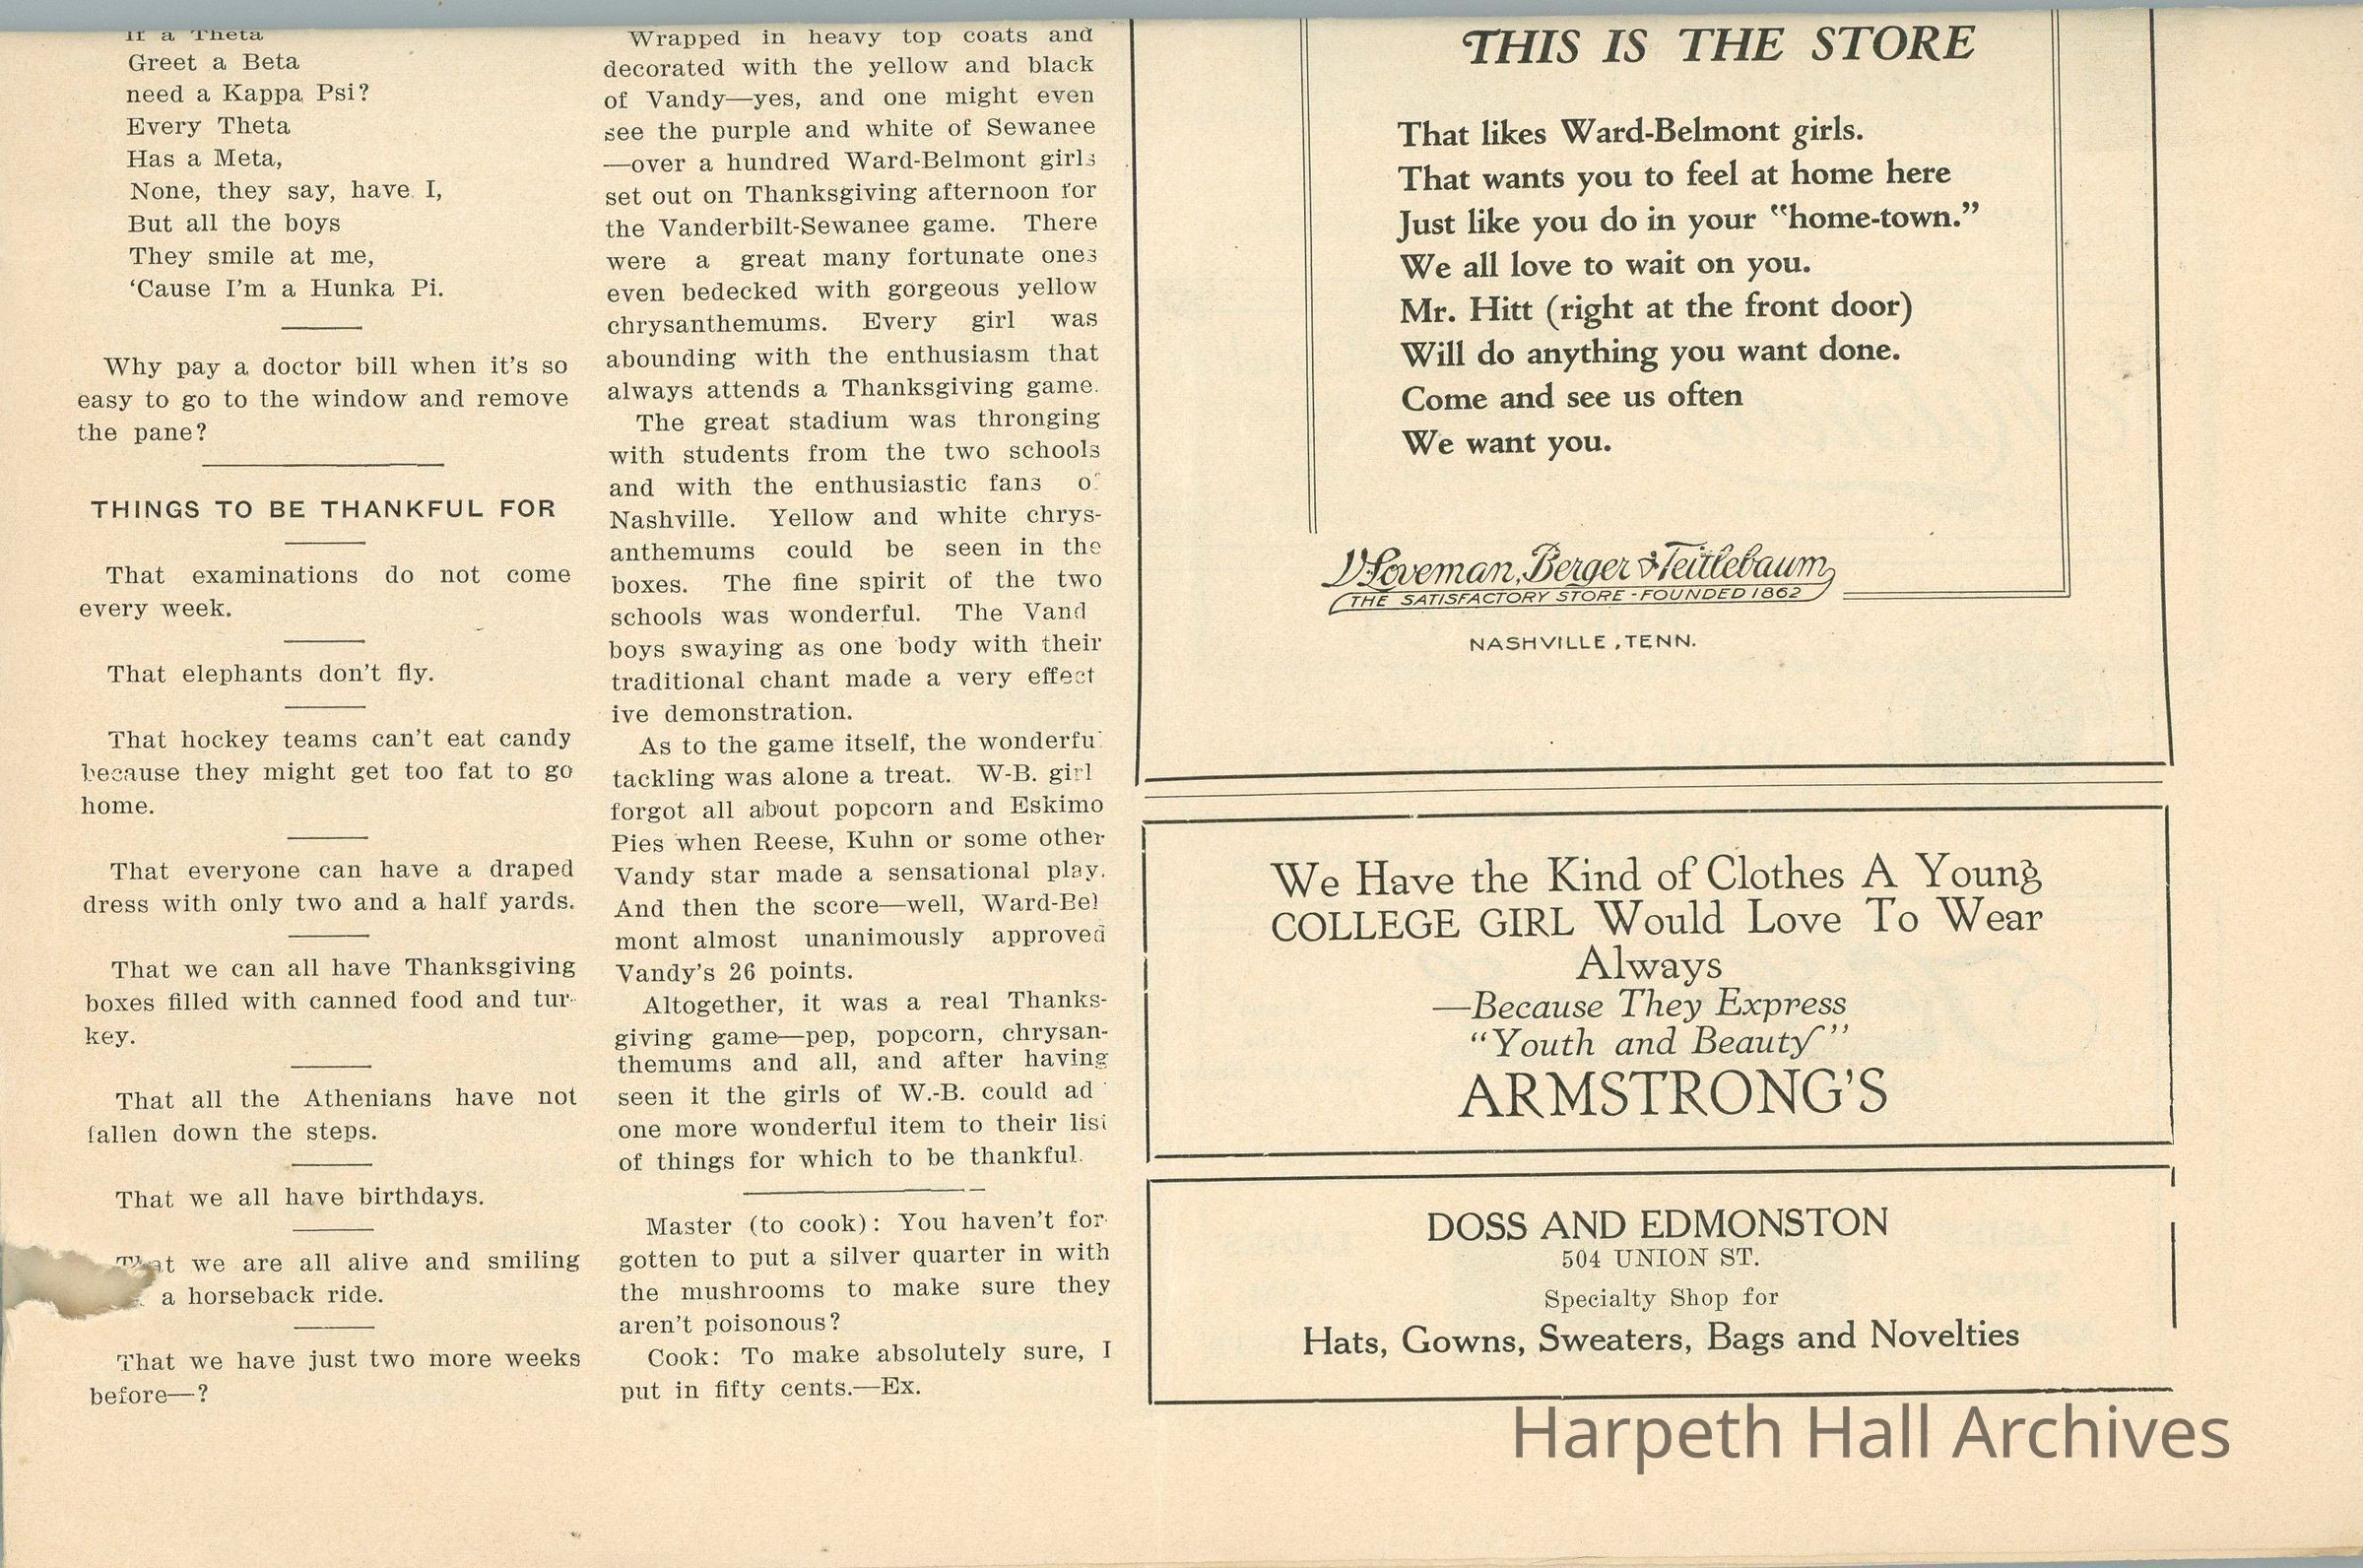 If a Theta
Greet a Beta
need a Kappa Psi?
Every Theta
Has a Meta,
None, they say, have I,
But all the boys
They smile at me,
‘Cause I'm a Hunka Pi.
Why pay a doctor bill when it's so
easy to go to the window and remove
the pane?
THINGS TO BE THANKFUL FOR
That examinations do not come
every week.
That elephants don't fly.
That hockey teams can't eat candy
because they might get too fat to go
home.
That everyone can have a draped
dress with only two and a half yards.
That we can all have Thanksgiving
boxes filled with canned food and tur-
key.
That all the Athenians have not
fallen down the steps.
That we all have birthdays.
That we are all alive and smiling
a horseback ride.
That we have just two more weeks
before—?
Wrapped in heavy top coats and
decorated with the yellow and black
of Vandy—yes, and one might even
see the purple and white of Sewanee
—over a hundred Ward-Belmont girls
set out on Thanksgiving afternoon for
the Vanderbilt-Sewanee game. There
were a great many fortunate ones
even bedecked with gorgeous yellow
chrysanthemums. Every girl was
abounding with the enthusiasm that
always attends a Thanksgiving game.
The great stadium was thronging
with students from the two schools
and with the enthusiastic fans o
Nashville. Yellow and white chrys-
anthemums could be seen in the
boxes. The fine spirit of the two
schools was wonderful. The Vand
boys swaying as one body with their
traditional chant made a very effect
ive demonstration.
As to the game itself, the wonderfu
tackling was alone a treat. W-B. girl
forgot all about popcorn and Eskimo
Pies when Reese, Kuhn or some other
Vandy star made a sensational play.
And then the score—well, Ward-Bel
mont almost unanimously approved
Vandy's 26 points.
Altogether, it was a real Thanks-
giving game—pep, popcorn, chrysan-
themums and all, and after having
seen it the girls of W.-B. could ad
one more wonderful item to their list
of things for which to be thankful.
Master (to cook): You haven't for-
gotten to put a silver quarter in with
the mushrooms to make sure they
aren't poisonous?
Cook: To make absolutely sure, I
put in fifty cents.—Ex.
THIS IS THE STORE
That likes Ward-Belmont girls.
That wants you to feel at home here
Just like you do in your "home-town."
We all love to wait on you.
Mr. Hitt (right at the front door)
Will do anything you want done.
Come and see us often
We want you.
D Loveman, Berger & Teitlebaum
THE SATISFACTORY STORE - FOUNDED 1862
NASHVILLE, TENN.
We Have the Kind of Clothes A Young
COLLEGE GIRL Would Love To Wear
Always
—Because They Express
"Youth and Beauty"
ARMSTRONG'S
DOSS AND EDMONSTON
504 UNION ST.
Specialty Shop for
Hats, Gowns, Sweaters, Bags and Novelties
Harpeth Hall Archives